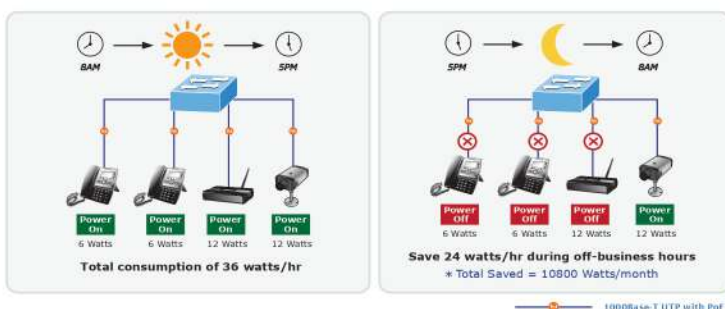 8AM
5PM
Power On
6 Watts
Power On
6 Watts
Power On
12 Watts
Power On
12 Watts
Total consumption of 36 watts/hr
5PM
8AM
Power Off
6 Watts
Power Off
6 Watts
Power Off
12 Watts
Power On
12 Watts
Save 24 watts/hr during off-business hours
* Total Saved = 10800 Watts/month
1000Base-T UTP with PoE